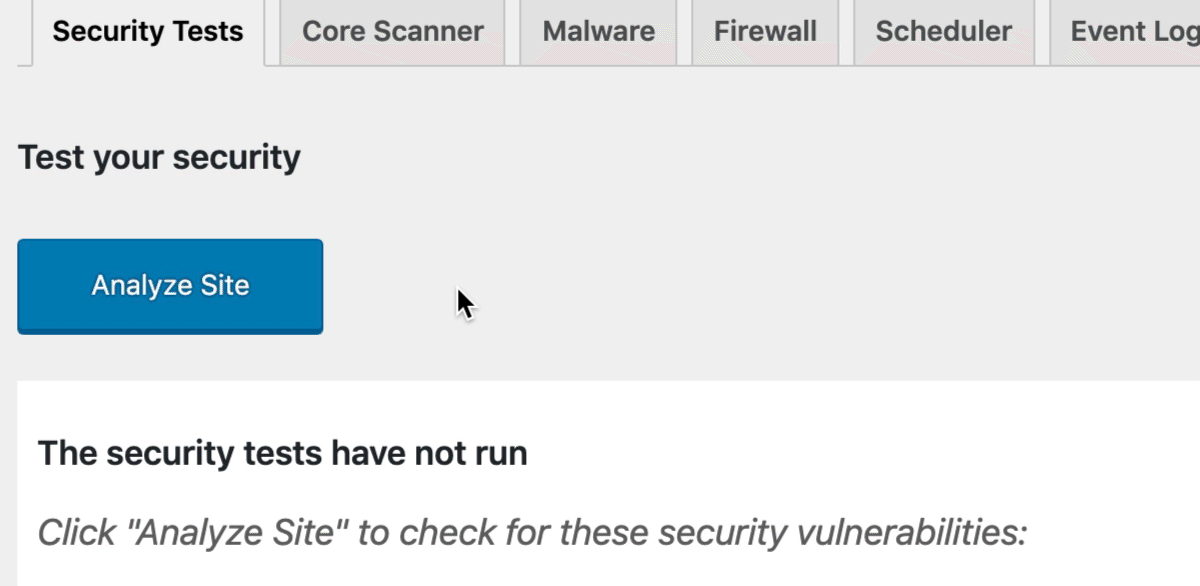 Security Tests Core Scanner Malware Firewall Scheduler Event Log
Test your security
Analyze Site
The security tests have not run
Click "Analyze Site" to check for these security vulnerabilities: